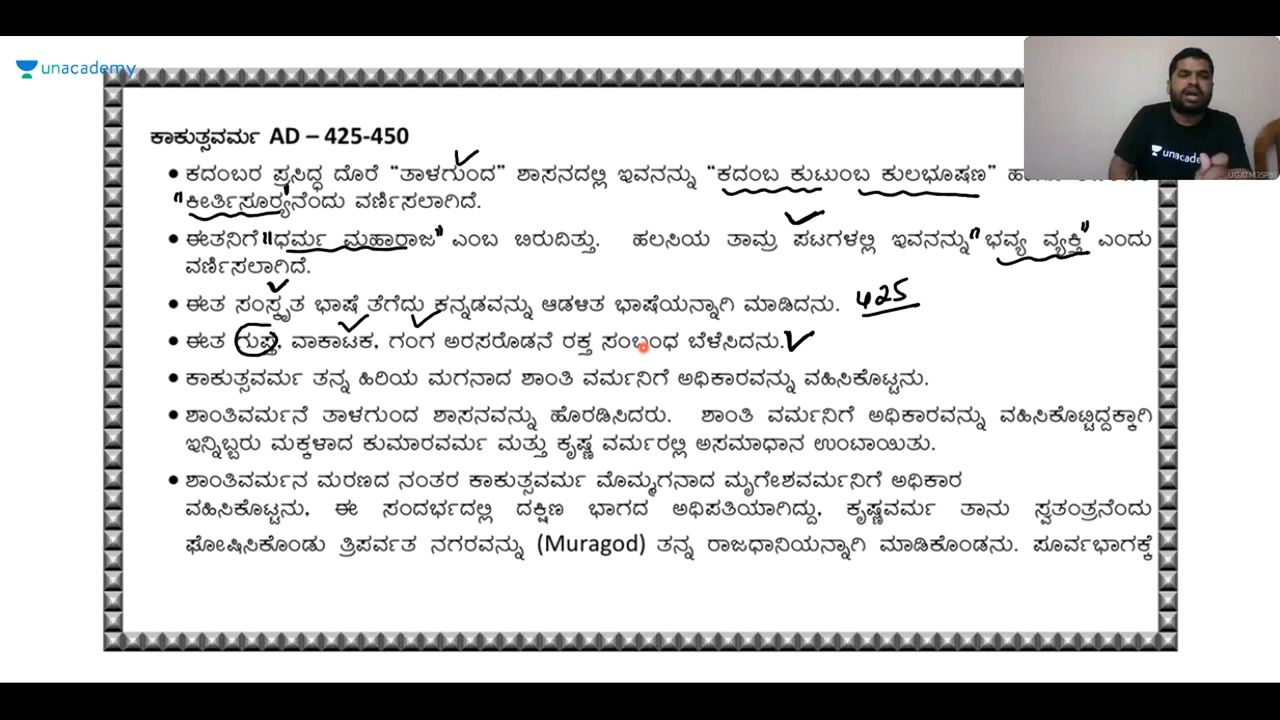 unacademy
ಕಾಕುತ್ಸವರ್ಮ AD – 425-450
• ಕದಂಬರ ಪ್ರಸಿದ್ಧ ದೊರೆ “ತಾಳಗುಂದ” ಶಾಸನದಲ್ಲಿ ಇವನನ್ನು “ಕದಂಬ ಕುಟುಂಬ ಕುಲಭೂಷಣ”
"ಕೀರ್ತಿಸೂರ್ಯ"ನೆಂದು ವರ್ಣಿಸಲಾಗಿದೆ.
• ಈತನಿಗೆ "ಧರ್ಮ ಮಹಾರಾಜ" ಎಂಬ ಬಿರುದಿತ್ತು. ಹಲಸಿಯ ತಾಮ್ರ ಪಟಗಳಲ್ಲಿ ಇವನನ್ನು "ಭವ್ಯ ವ್ಯಕ್ತಿ" ಎಂದು
ವರ್ಣಿಸಲಾಗಿದೆ.
• ಈತ ಸಂಸ್ಕೃತ ಭಾಷೆ ತೆಗೆದು ಕನ್ನಡವನ್ನು ಆಡಳಿತ ಭಾಷೆಯನ್ನಾಗಿ ಮಾಡಿದನು. 425
• ಈತ ಗುಪ್ತ, ವಾಕಾಟಕ, ಗಂಗ ಅರಸರೊಡನೆ ರಕ್ತ ಸಂಬಂಧ ಬೆಳೆಸಿದನು.
• ಕಾಕುತ್ಸವರ್ಮ ತನ್ನ ಹಿರಿಯ ಮಗನಾದ ಶಾಂತಿ ವರ್ಮನಿಗೆ ಅಧಿಕಾರವನ್ನು ವಹಿಸಿಕೊಟ್ಟನು.
• ಶಾಂತಿವರ್ಮನೆ ತಾಳಗುಂದ ಶಾಸನವನ್ನು ಹೊರಡಿಸಿದರು. ಶಾಂತಿ ವರ್ಮನಿಗೆ ಅಧಿಕಾರವನ್ನು ವಹಿಸಿಕೊಟ್ಟಿದ್ದಕ್ಕಾಗಿ
ಇನ್ನಿಬ್ಬರು ಮಕ್ಕಳಾದ ಕುಮಾರವರ್ಮ ಮತ್ತು ಕೃಷ್ಣ ವರ್ಮರಲ್ಲಿ ಅಸಮಾಧಾನ ಉಂಟಾಯಿತು.
• ಶಾಂತಿವರ್ಮನ ಮರಣದ ನಂತರ ಕಾಕುತ್ಸವರ್ಮ ಮೊಮ್ಮಗನಾದ ಮೃಗೇಶವರ್ಮನಿಗೆ ಅಧಿಕಾರ
ವಹಿಸಿಕೊಟ್ಟನು, ಈ ಸಂದರ್ಭದಲ್ಲಿ ದಕ್ಷಿಣ ಭಾಗದ ಅಧಿಪತಿಯಾಗಿದ್ದು, ಕೃಷ್ಣವರ್ಮ ತಾನು ಸ್ವತಂತ್ರನೆಂದು
ಘೋಷಿಸಿಕೊಂಡು ತ್ರಿಪರ್ವತ ನಗರವನ್ನು (Muragod) ತನ್ನ ರಾಜಧಾನಿಯನ್ನಾಗಿ ಮಾಡಿಕೊಂಡನು. ಪೂರ್ವಭಾಗಕ್ಕೆ